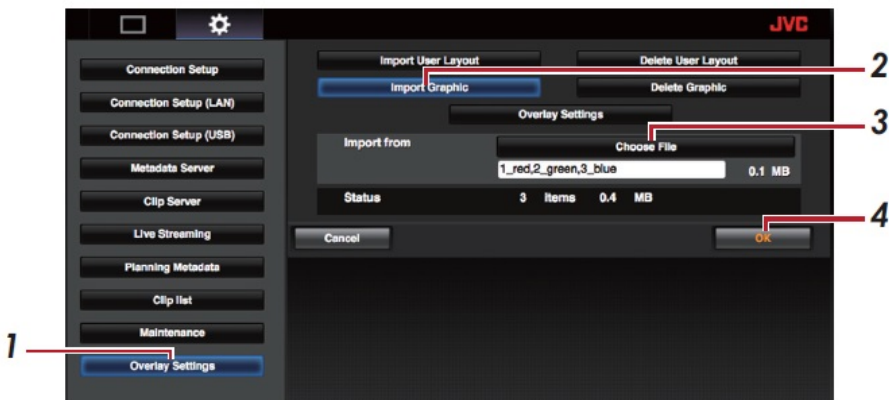 JVC
Connection Setup
Connection Setup (LAN)
Connection Setup (USB)
Metadata Server
Clip Server
Live Streaming
Planning Metadata
Clip list
Maintenance
Overlay Settings
1
Import User Layout
Delete User Layout
Import Graphic
Delete Graphic
2
Overlay Settings
Import from
Choose File
3
1_red,2_green,3_blue
0.1 MB
Status
3 Items 0.4 MB
Cancel
OK
4